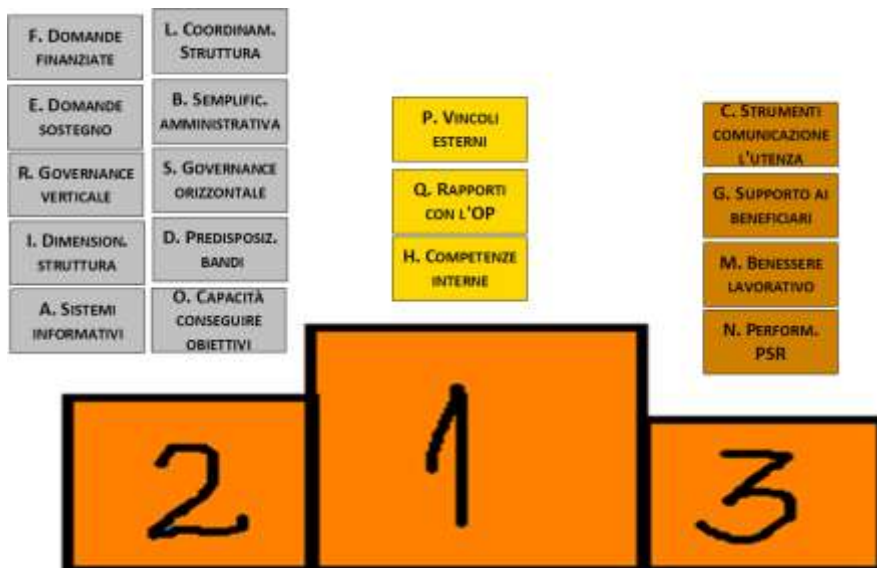 F. DOMANDE
FINANZIATE
L. COORDINAM.
STRUTTURA
E. DOMANDE
SOSTEGNO
B. SEMPLIFIC.
AMMINISTRATIVA
R. GOVERNANCE
VERTICALE
S. GOVERNANCE
ORIZZONTALE
I. DIMENSION.
STRUTTURA
D. PREDISPOSIZ.
BANDI
A. SISTEMI
INFORMATIVI
O. CAPACITÀ
CONSEGUIRE
OBIETTIVI
P. VINCOLI
ESTERNI
Q. RAPPORTI
CON L'OP
H. COMPETENZE
INTERNE
C. STRUMENTI
COMUNICAZIONE
L'UTENZA
G. SUPPORTO AI
BENEFICIARI
M. BENESSERE
LAVORATIVO
N. PERFORM.
PSR
2
1
3